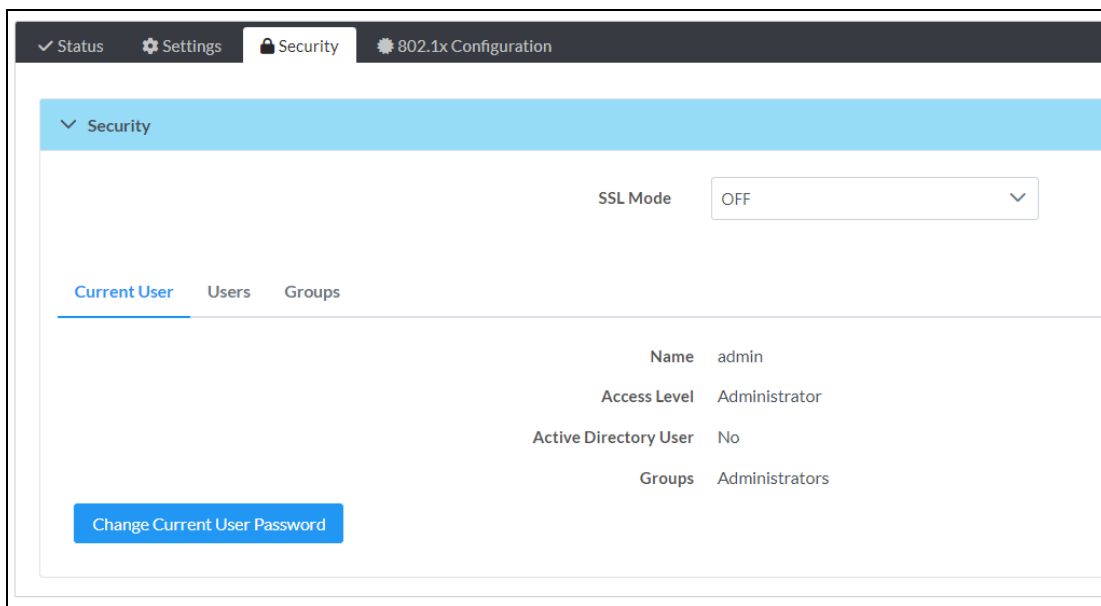 Status Settings Security 802.1x Configuration
Security
SSL Mode OFF
Current User Users Groups
Name admin
Access Level Administrator
Active Directory User No
Groups Administrators
Change Current User Password